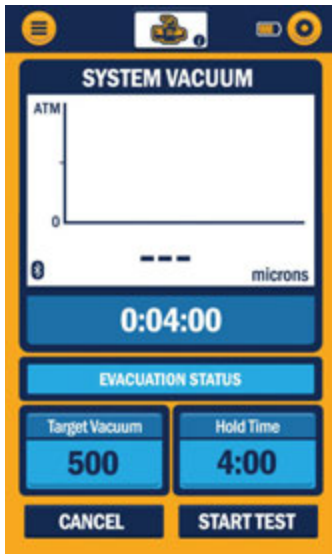 SYSTEM VACUUM
ATM
0
---
microns
0:04:00
EVACUATION STATUS
Target Vacuum
Hold Time
500
4:00
CANCEL
START TEST